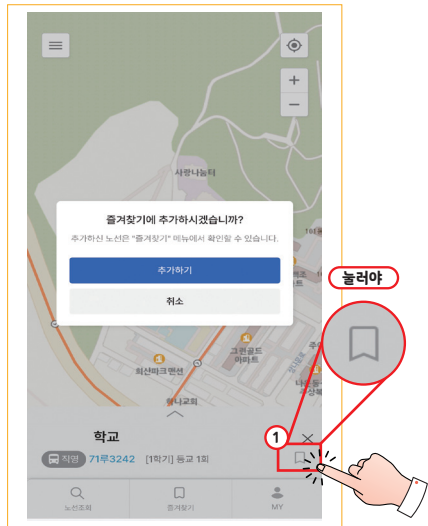 사랑나눔터
즐겨찾기에 추가하시겠습니까?
추가하신 노선은 "즐겨찾기" 메뉴에서 확인할 수 있습니다.
추가하기
취소
눌러야
그린골드
아파트
희산파크맨션
학교
1
직영 71루3242 [1학기] 등교 1회
노선조회
즐겨찾기
MY